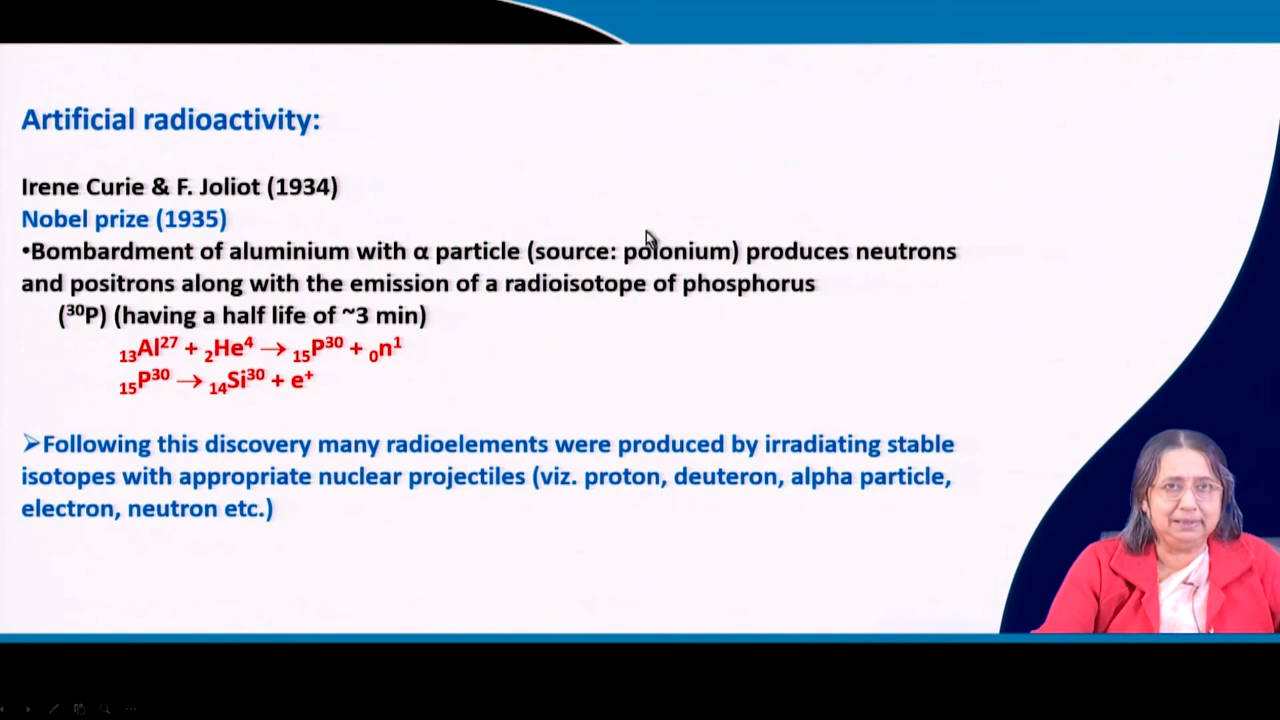 Artificial radioactivity:
Irene Curie & F. Joliot (1934)
Nobel prize (1935)
•Bombardment of aluminium with α particle (source: polonium) produces neutrons
and positrons along with the emission of a radioisotope of phosphorus
(³⁰P) (having a half life of ~3 min)
₁₃Al²⁷ + ₂He⁴ → ₁₅P³⁰ + ₀n¹
₁₅P³⁰ → ₁₄Si³⁰ + e⁺
➢Following this discovery many radioelements were produced by irradiating stable
isotopes with appropriate nuclear projectiles (viz. proton, deuteron, alpha particle,
electron, neutron etc.)